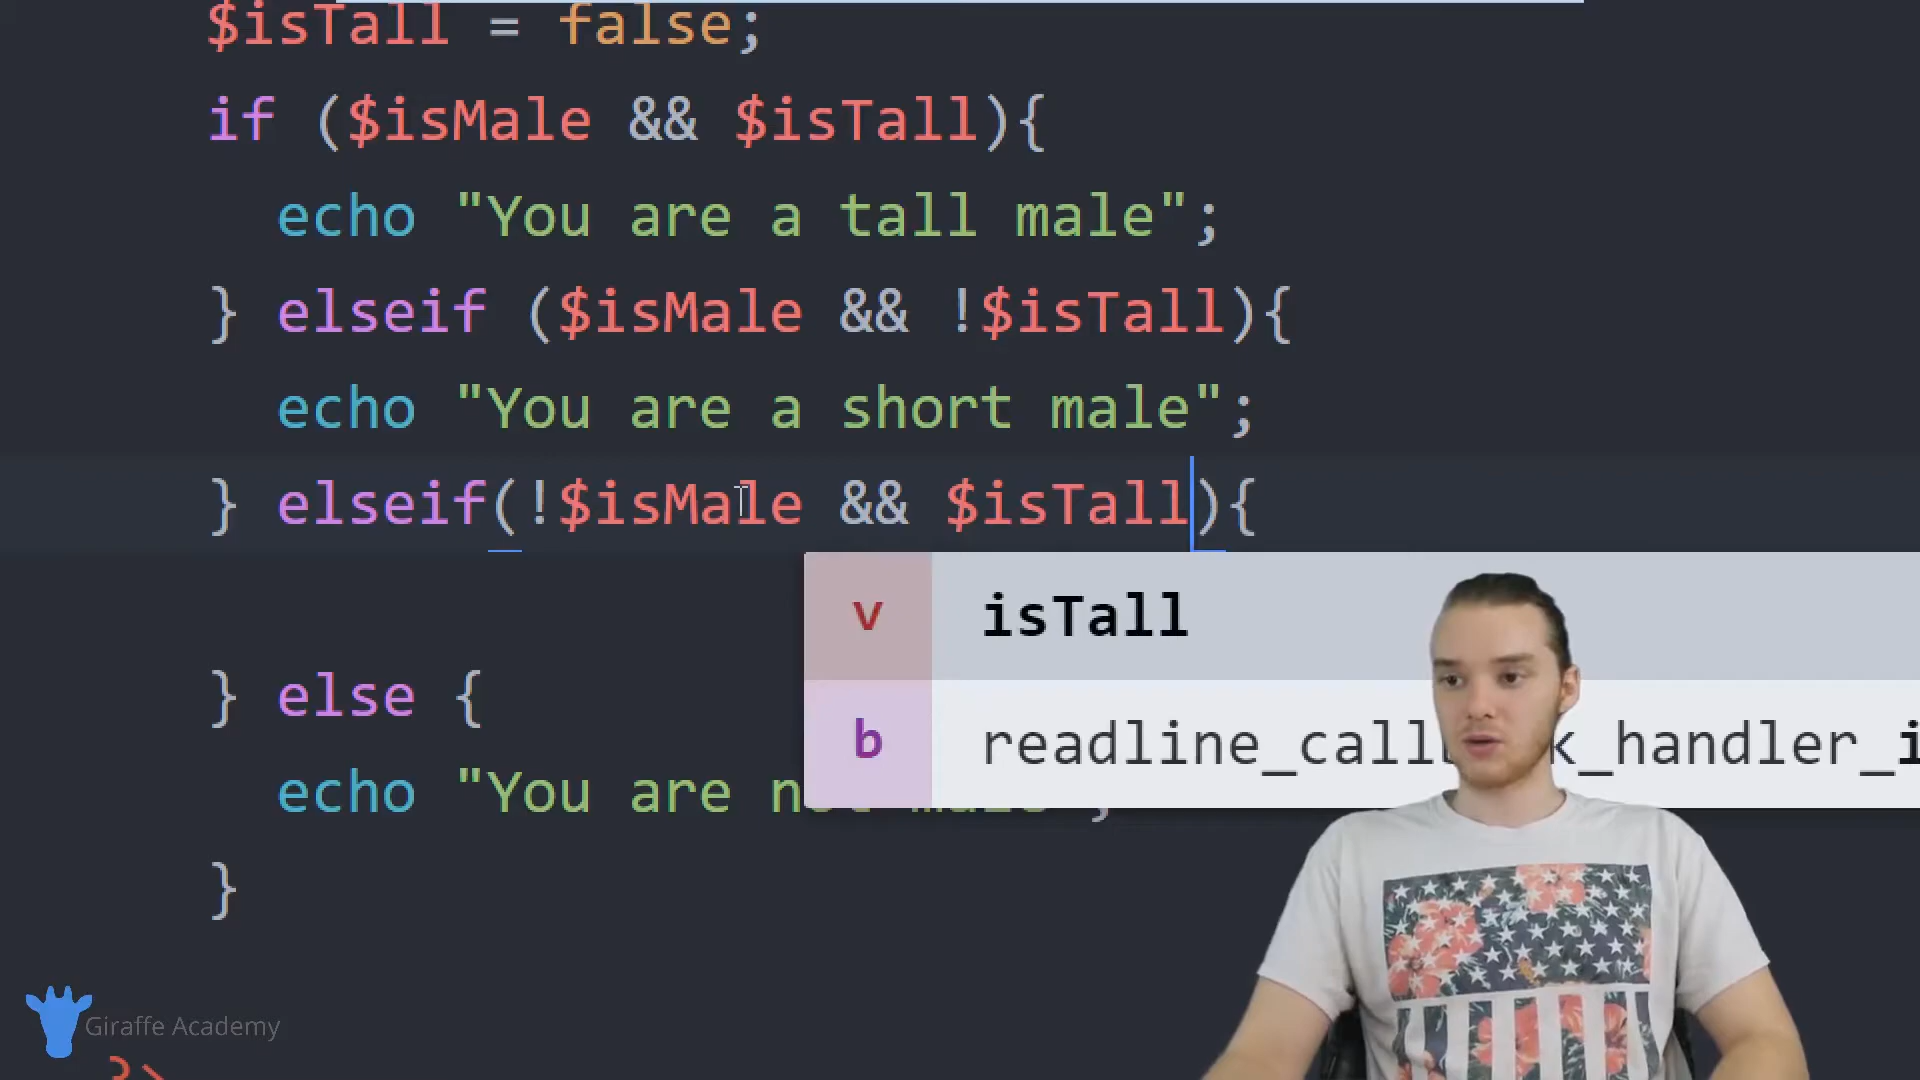 $isTall = false;
if ($isMale && $isTall){
echo "You are a tall male";
} elseif ($isMale && !$isTall){
echo "You are a short male";
} elseif(!$isMale && $isTall){
v isTall
b readline_call k_handler_i
} else {
echo "You are
}
Giraffe Academy
?>